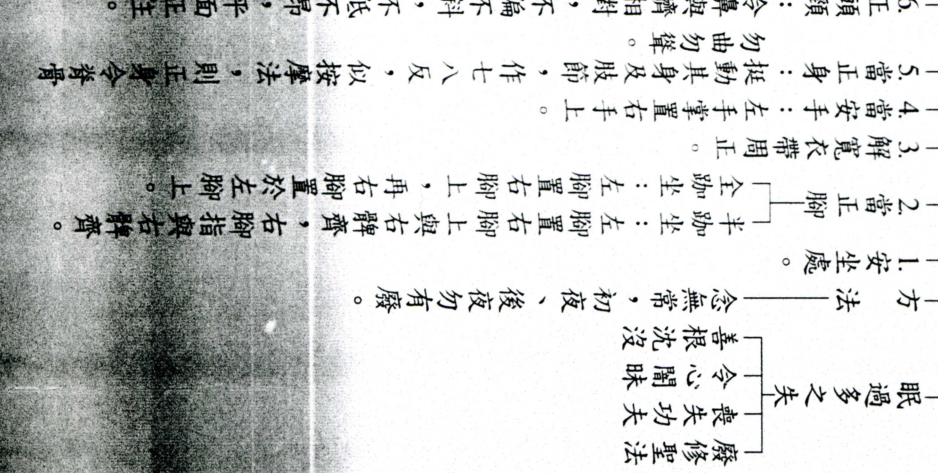 眠過多之失
廢修聖法
喪失功夫
令心闇昧
善根沈沒
方法——念無常,初夜、後夜勿有廢。
1. 安坐處。
2. 當正腳
半跏坐:左腳置右腳上與右髀齊,右腳指與右髀齊。
全跏坐:左腳置右腳上,再右腳置於左腳上。
3. 解寬衣帶周正。
4. 當安手:左手掌置右手上。
5. 當正身:挺動其身及肢節,作七八反,似按摩法,則正身令脊骨
勿曲勿聳。
6. 正頭頸:令鼻與臍相對,不偏不斜,不低不昂,平面正住